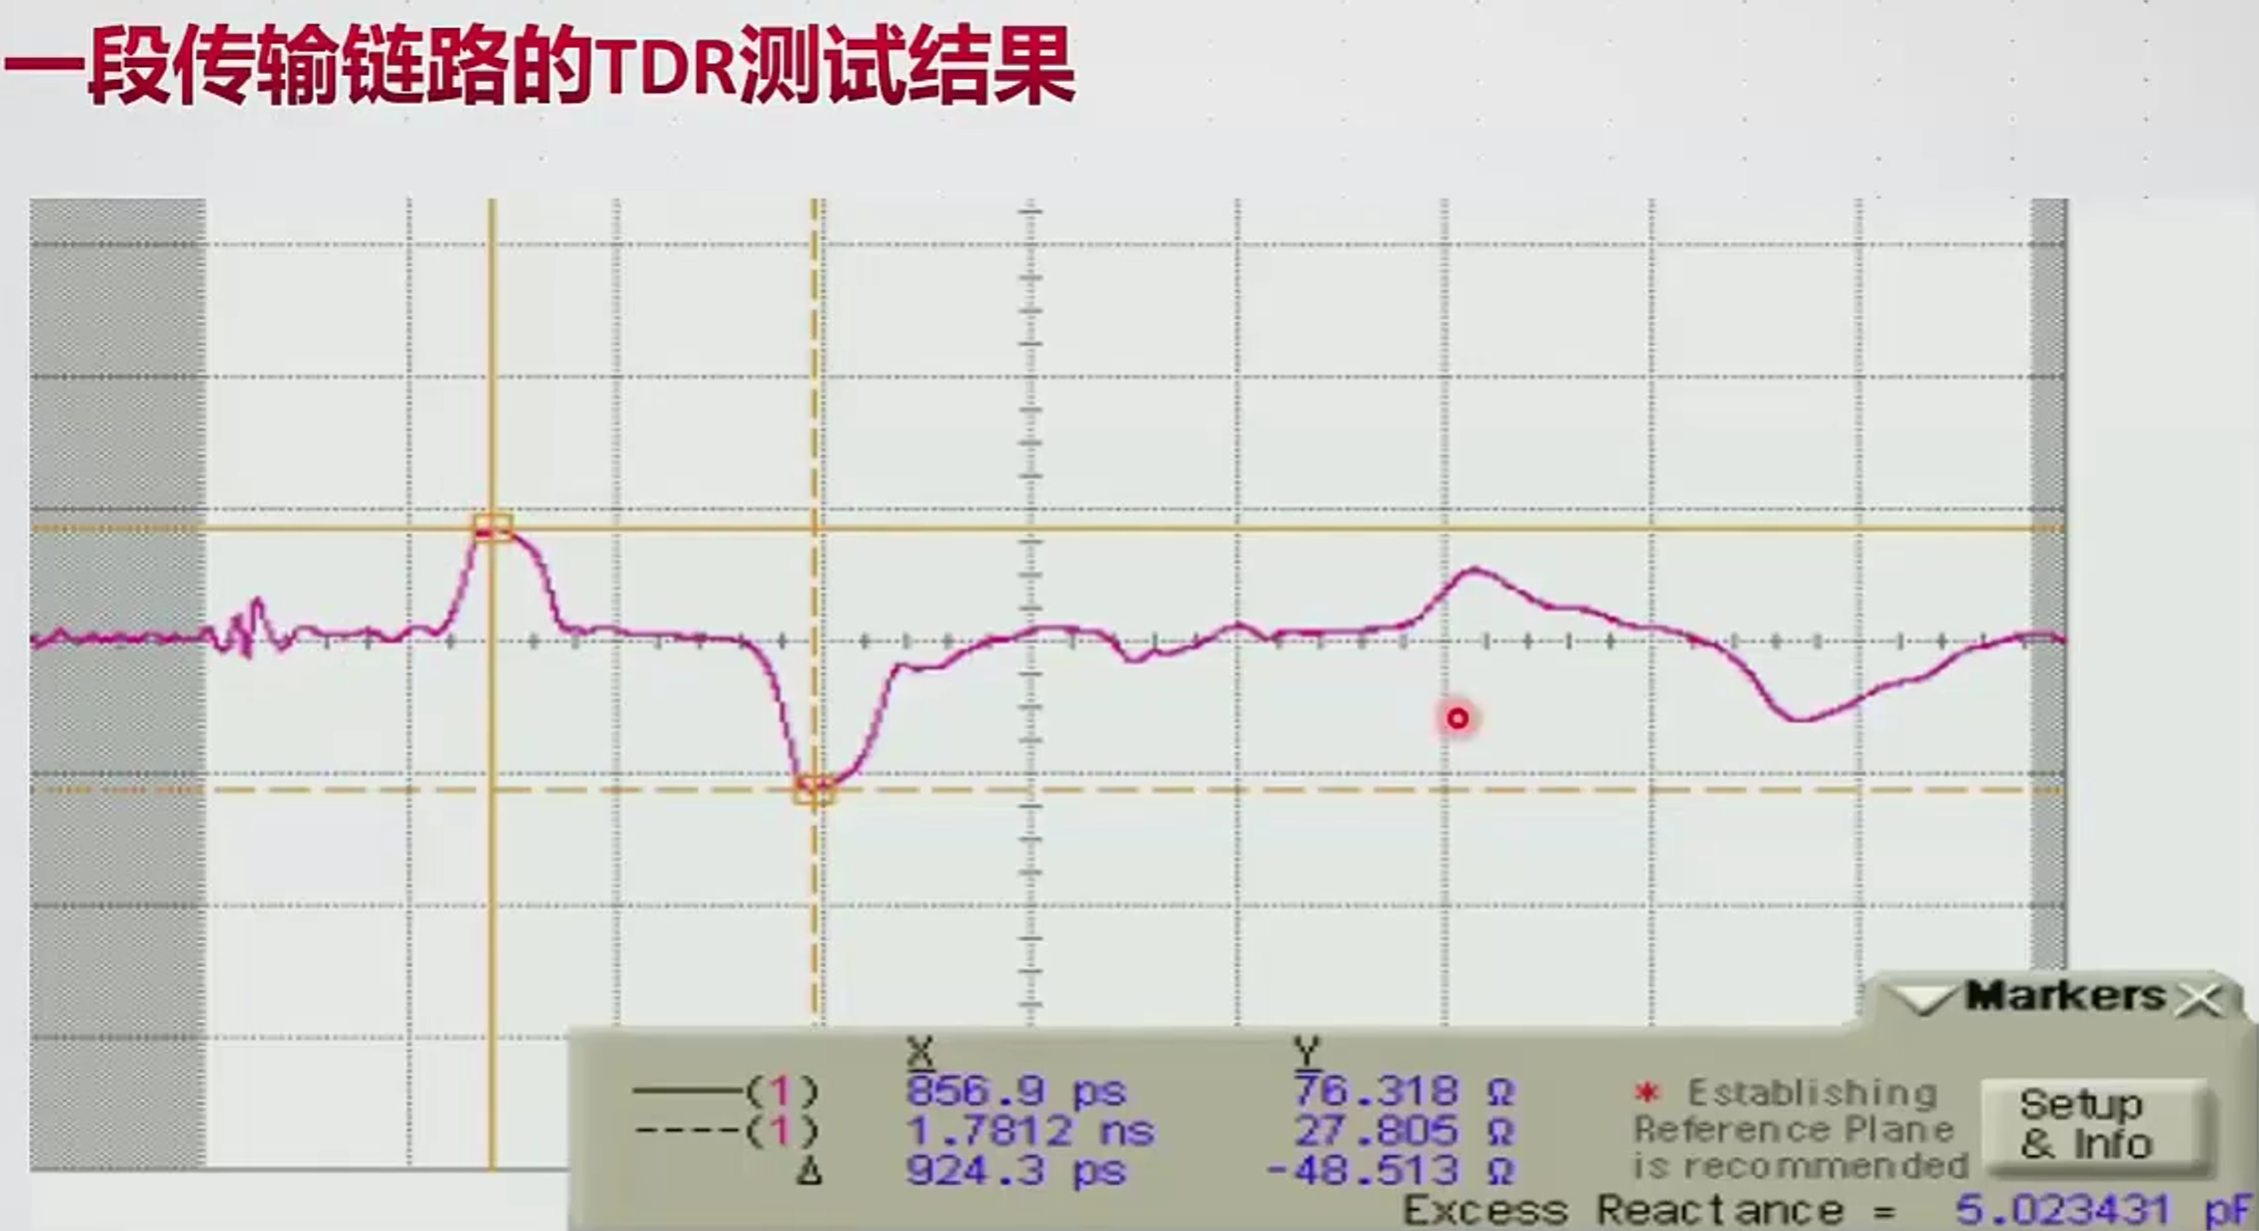 一段传输链路的TDR测试结果
Markers
X Y
(1) 856.9 ps 76.318 Ω * Establishing
(1) 1.7812 ns 27.805 Ω Reference Plane
Δ 924.3 ps -48.513 Ω is recommended
Setup
& Info
Excess Reactance = 5.023431 pF